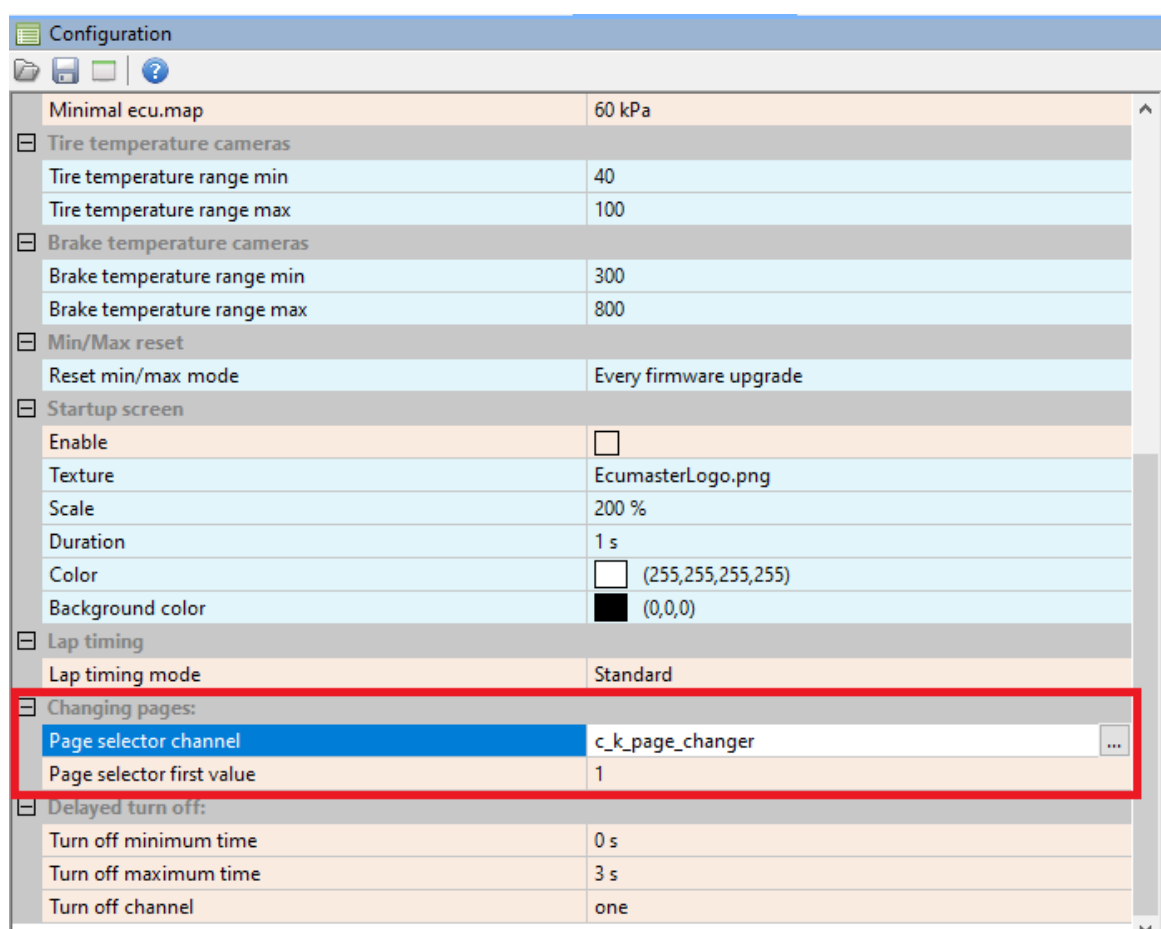 Configuration
Minimal ecu.map 60 kPa
Tire temperature cameras
Tire temperature range min 40
Tire temperature range max 100
Brake temperature cameras
Brake temperature range min 300
Brake temperature range max 800
Min/Max reset
Reset min/max mode Every firmware upgrade
Startup screen
Enable
Texture EcumasterLogo.png
Scale 200 %
Duration 1 s
Color (255,255,255,255)
Background color (0,0,0)
Lap timing
Lap timing mode Standard
Changing pages:
Page selector channel c_k_page_changer ...
Page selector first value 1
Delayed turn off:
Turn off minimum time 0 s
Turn off maximum time 3 s
Turn off channel one